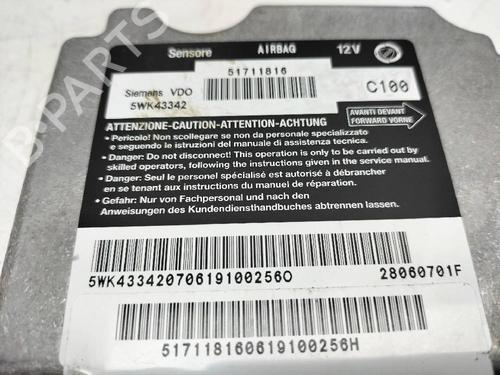 Sensore AIRBAG 12V
51711816
Siemens VDO
5WK43342
C100
AVANTI DEVANT
FORWARD VORNE
ATTENZIONE-CAUTION-ATTENTION-ACHTUNG
• Pericolo! Non scollegare se non da personale specializzato
e seguendo le istruzioni del manuale di assistenza tecnica.
• Danger: Do not disconnect! This operation is only to be carried out by
skilled operators, following the instructions given in the service manual.
• Danger: Seul le personnel spécialisé est autorisé à débrancher
en se tenant aux instructions du manuel de réparation.
• Gefahr: Nur von Fachpersonal und nach den
Anweisungen des Kundendiensthandbuches abtrennen lassen.
5WK43342070619100256O 28060701F
517118160619100256H
B-PARTS